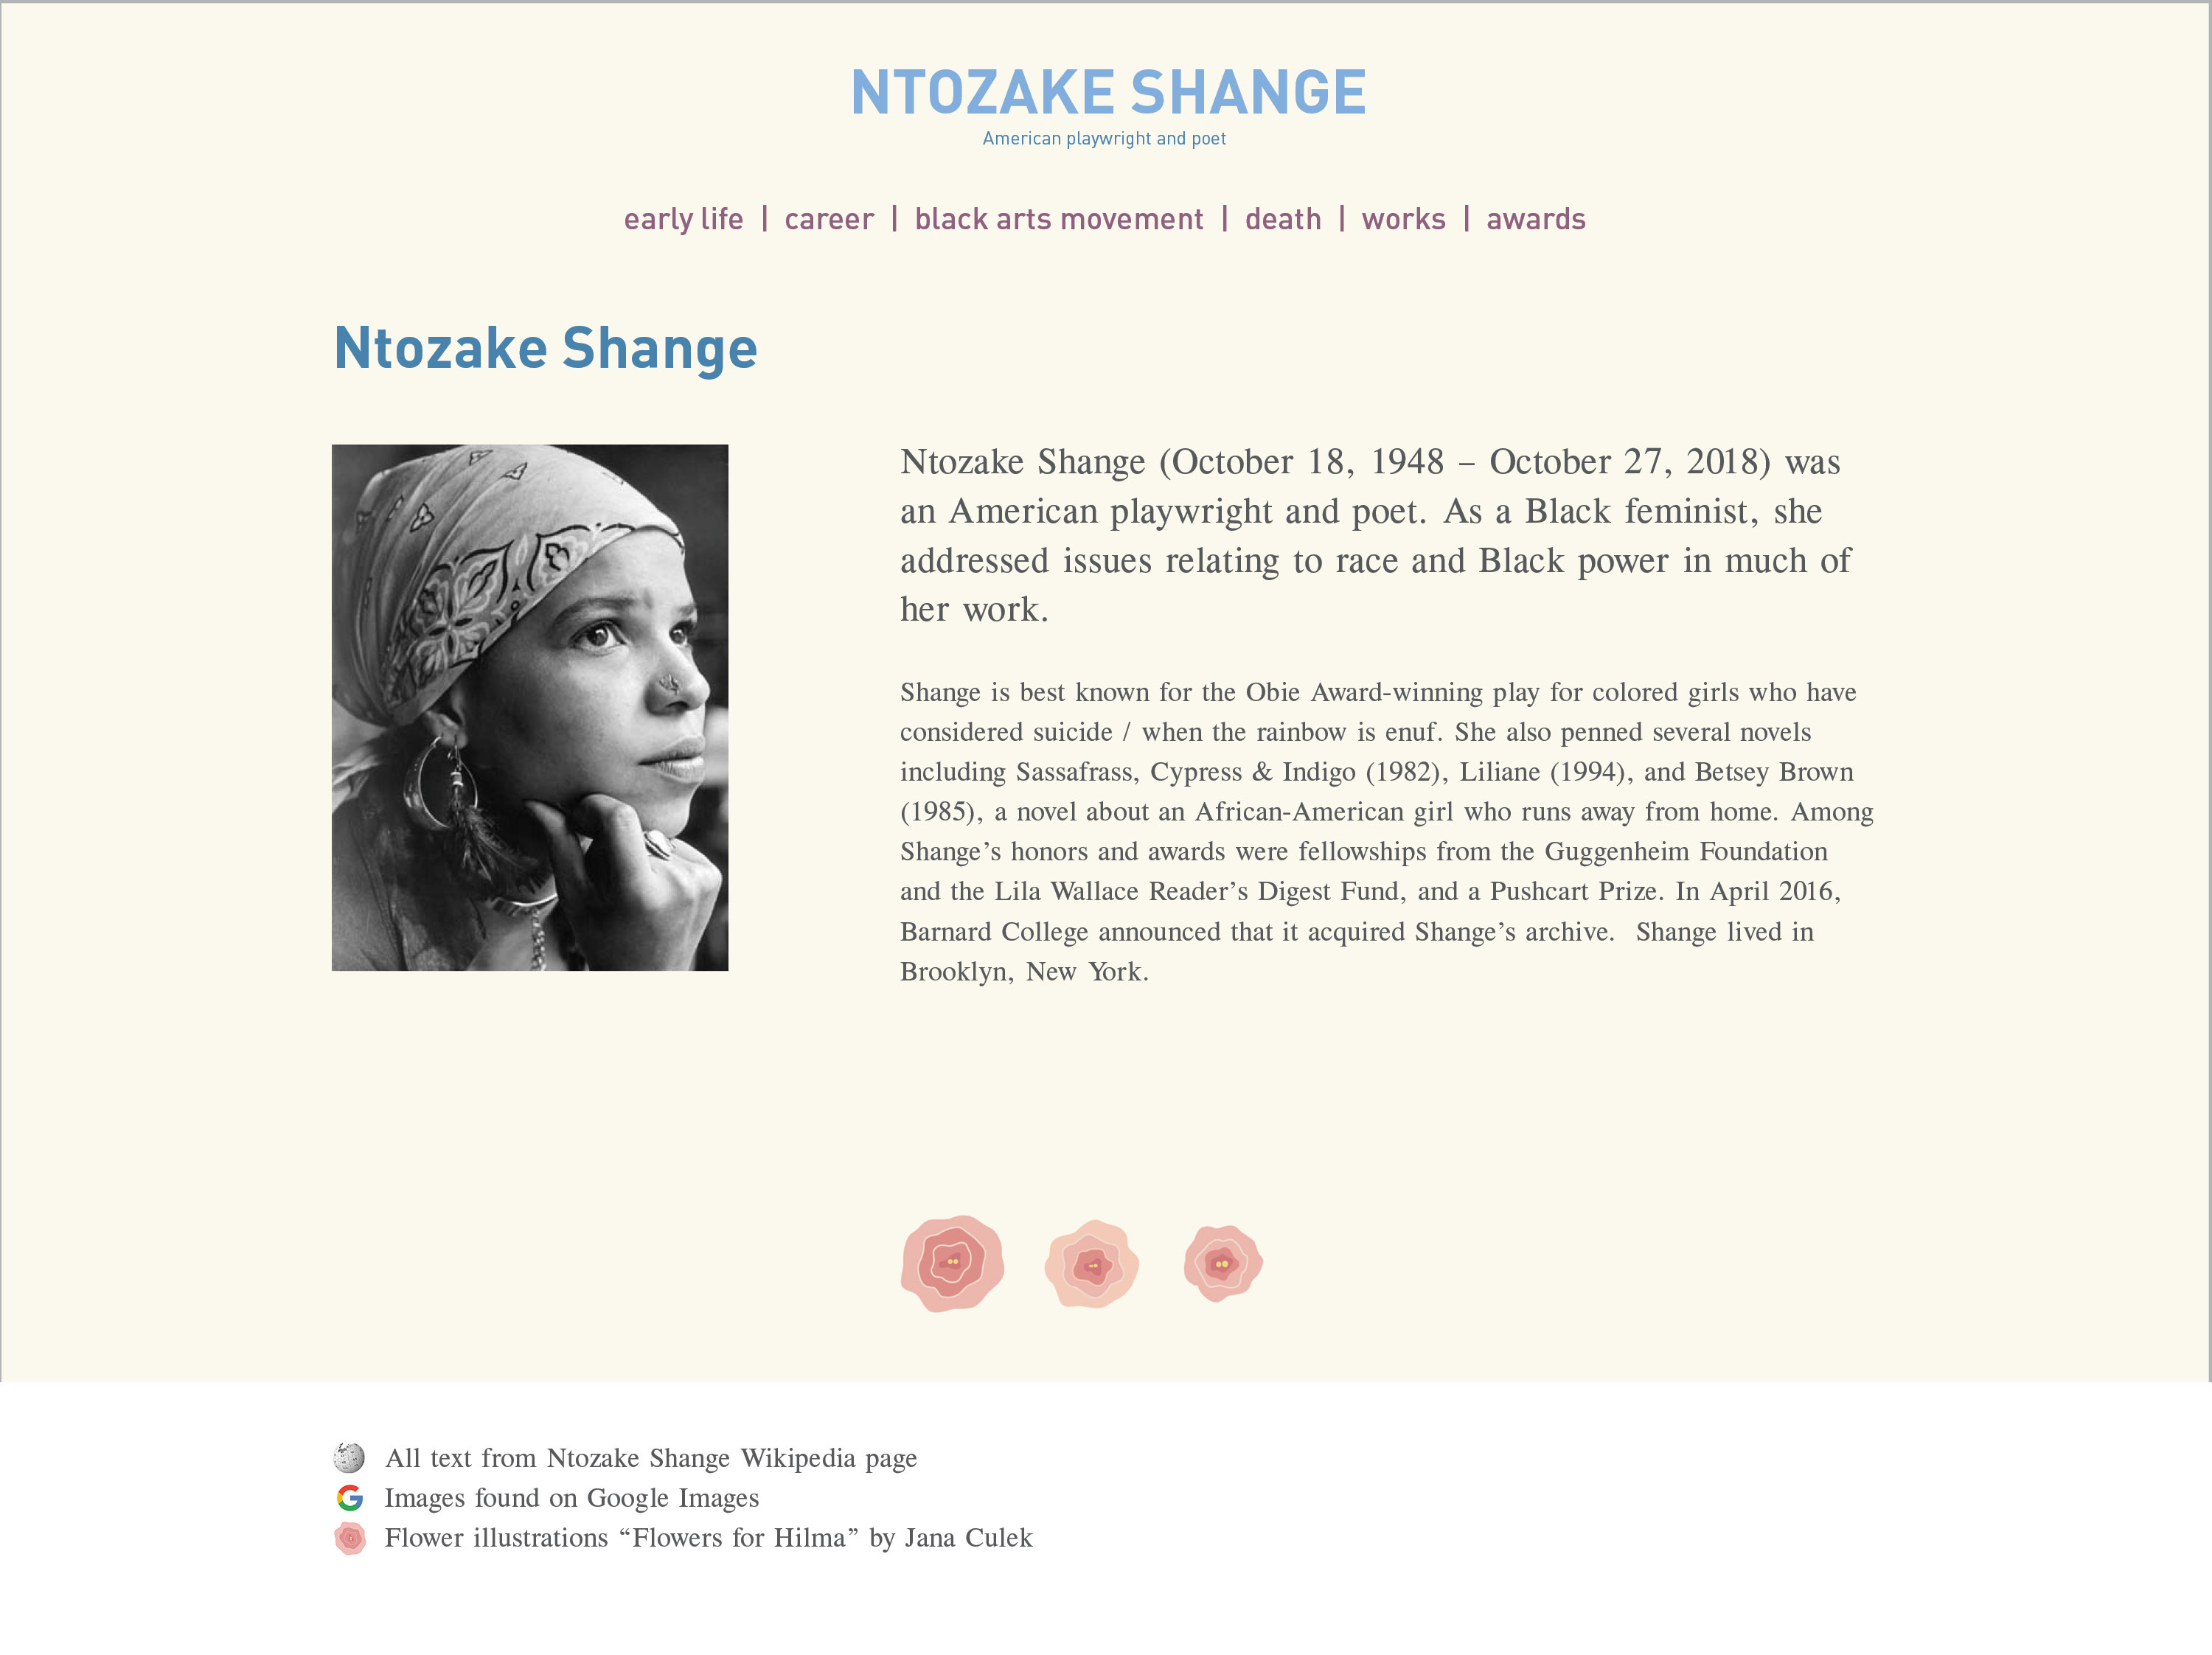 NTOZAKE SHANGE
American playwright and poet
early life | career | black arts movement | death | works | awards
Ntozake Shange
Ntozake Shange (October 18, 1948 – October 27, 2018) was
an American playwright and poet. As a Black feminist, she
addressed issues relating to race and Black power in much of
her work.
Shange is best known for the Obie Award-winning play for colored girls who have
considered suicide / when the rainbow is enuf. She also penned several novels
including Sassafrass, Cypress & Indigo (1982), Liliane (1994), and Betsey Brown
(1985), a novel about an African-American girl who runs away from home. Among
Shange’s honors and awards were fellowships from the Guggenheim Foundation
and the Lila Wallace Reader’s Digest Fund, and a Pushcart Prize. In April 2016,
Barnard College announced that it acquired Shange’s archive.  Shange lived in
Brooklyn, New York.
All text from Ntozake Shange Wikipedia page
Images found on Google Images
Flower illustrations “Flowers for Hilma” by Jana Culek